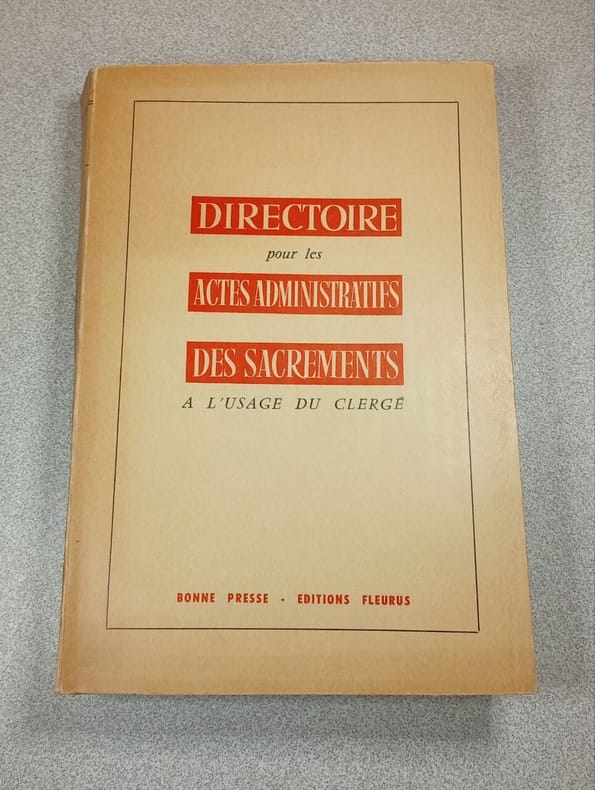 DIRECTOIRE
pour les
ACTES ADMINISTRATIFS
DES SACREMENTS
A L'USAGE DU CLERGÉ
BONNE PRESSE - EDITIONS FLEURUS